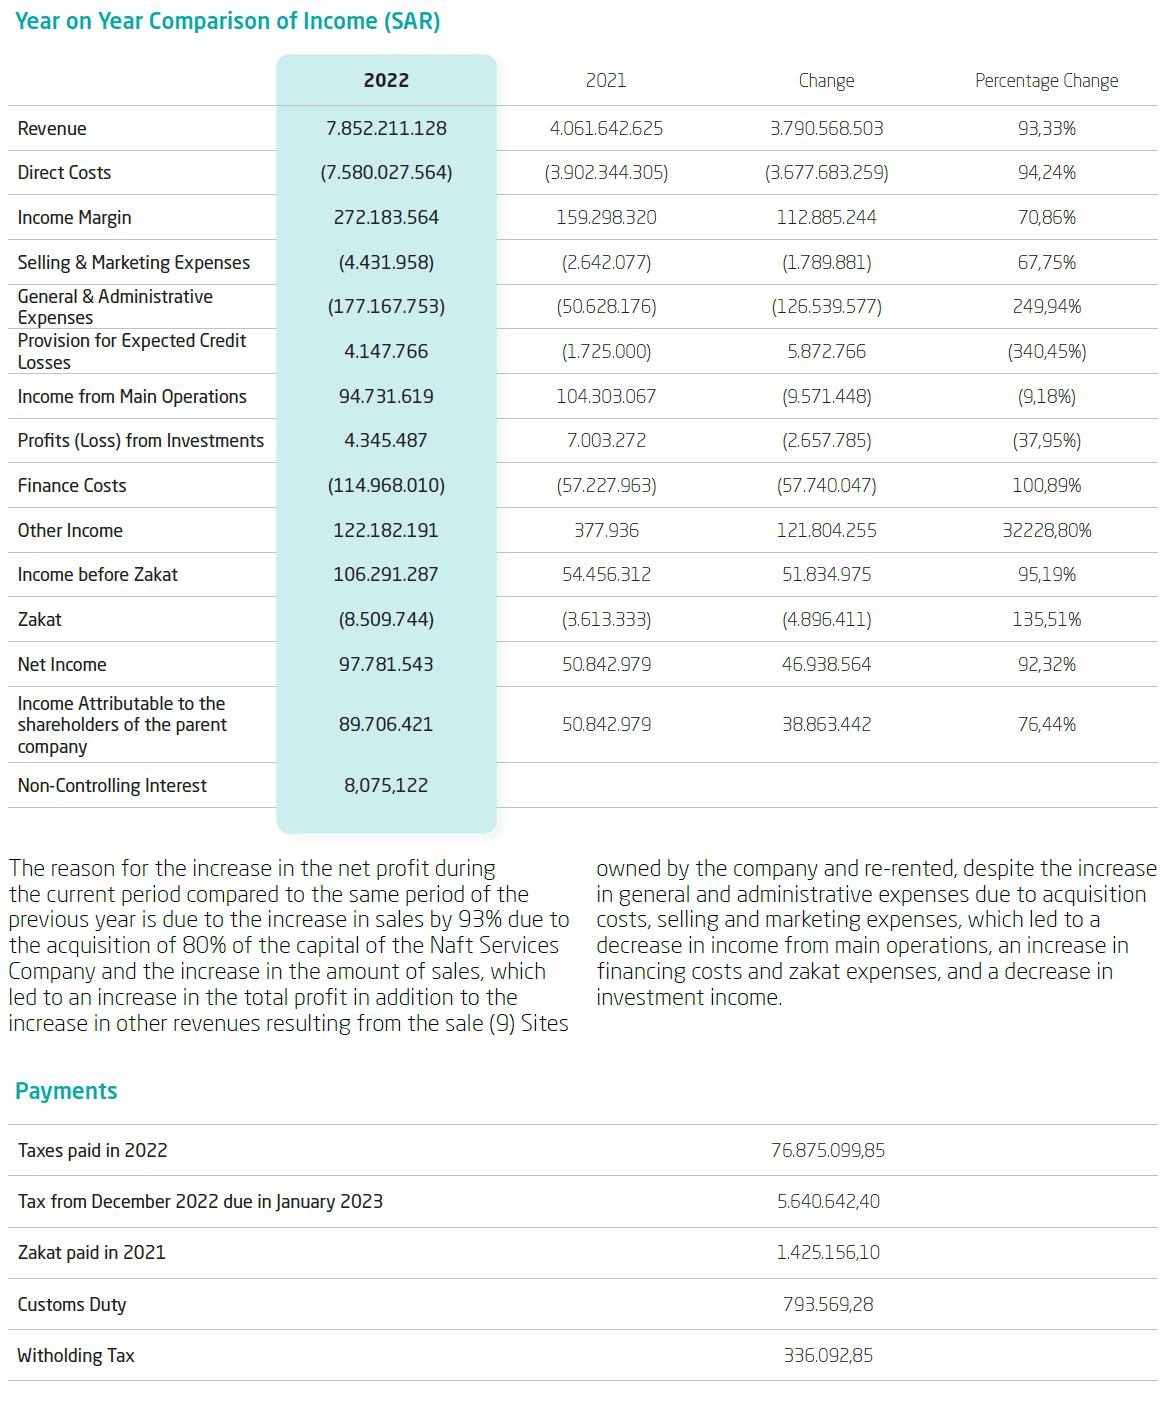 Year on Year Comparison of Income (SAR)
2022 2021 Change Percentage Change
Revenue 7.852.211.128 4.061.642.625 3.790.568.503 93,33%
Direct Costs (7.580.027.564) (3.902.344.305) (3.677.683.259) 94,24%
Income Margin 272.183.564 159.298.320 112.885.244 70,86%
Selling & Marketing Expenses (4.431.958) (2.642.077) (1.789.881) 67,75%
General & Administrative
Expenses (177.167.753) (50.628.176) (126.539.577) 249,94%
Provision for Expected Credit
Losses 4.147.766 (1.725.000) 5.872.766 (340,45%)
Income from Main Operations 94.731.619 104.303.067 (9.571.448) (9,18%)
Profits (Loss) from Investments 4.345.487 7.003.272 (2.657.785) (37,95%)
Finance Costs (114.968.010) (57.227.963) (57.740.047) 100,89%
Other Income 122.182.191 377.936 121.804.255 32228,80%
Income before Zakat 106.291.287 54.456.312 51.834.975 95,19%
Zakat (8.509.744) (3.613.333) (4.896.411) 135,51%
Net Income 97.781.543 50.842.979 46.938.564 92,32%
Income Attributable to the
shareholders of the parent 89.706.421 50.842.979 38.863.442 76,44%
company
Non-Controlling Interest 8,075,122
The reason for the increase in the net profit during
the current period compared to the same period of the
previous year is due to the increase in sales by 93% due to
the acquisition of 80% of the capital of the Naft Services
Company and the increase in the amount of sales, which
led to an increase in the total profit in addition to the
increase in other revenues resulting from the sale (9) Sites
owned by the company and re-rented, despite the increase
in general and administrative expenses due to acquisition
costs, selling and marketing expenses, which led to a
decrease in income from main operations, an increase in
financing costs and zakat expenses, and a decrease in
investment income.
Payments
Taxes paid in 2022 76.875.099,85
Tax from December 2022 due in January 2023 5.640.642,40
Zakat paid in 2021 1.425.156,10
Customs Duty 793.569,28
Witholding Tax 336.092,85